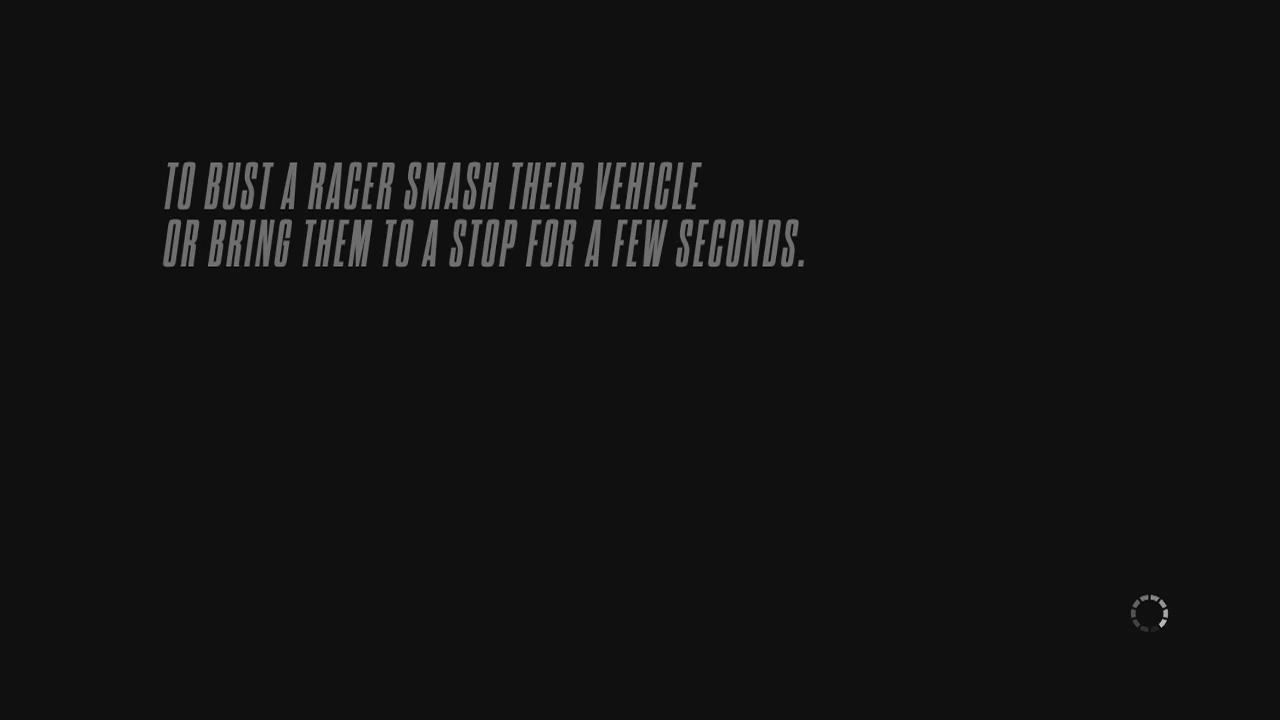 TO BUST A RACER SMASH THEIR VEHICLE
OR BRING THEM TO A STOP FOR A FEW SECONDS.